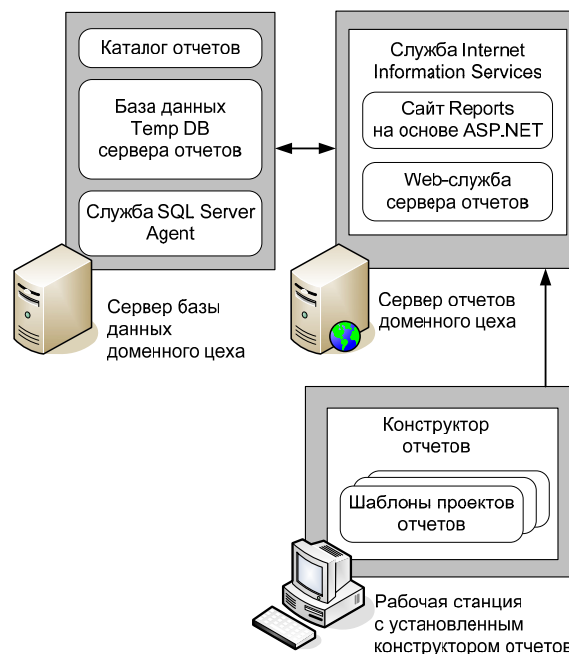 Каталог отчетов
База данных
Temp DB
сервера отчетов
Служба SQL Server
Agent
Сервер базы
данных
доменного цеха
Служба Internet
Information Services
Сайт Reports
на основе ASP.NET
Web-служба
сервера отчетов
Сервер отчетов
доменного цеха
Конструктор
отчетов
Шаблоны проектов
отчетов
Рабочая станция
с установленным
конструктором отчетов